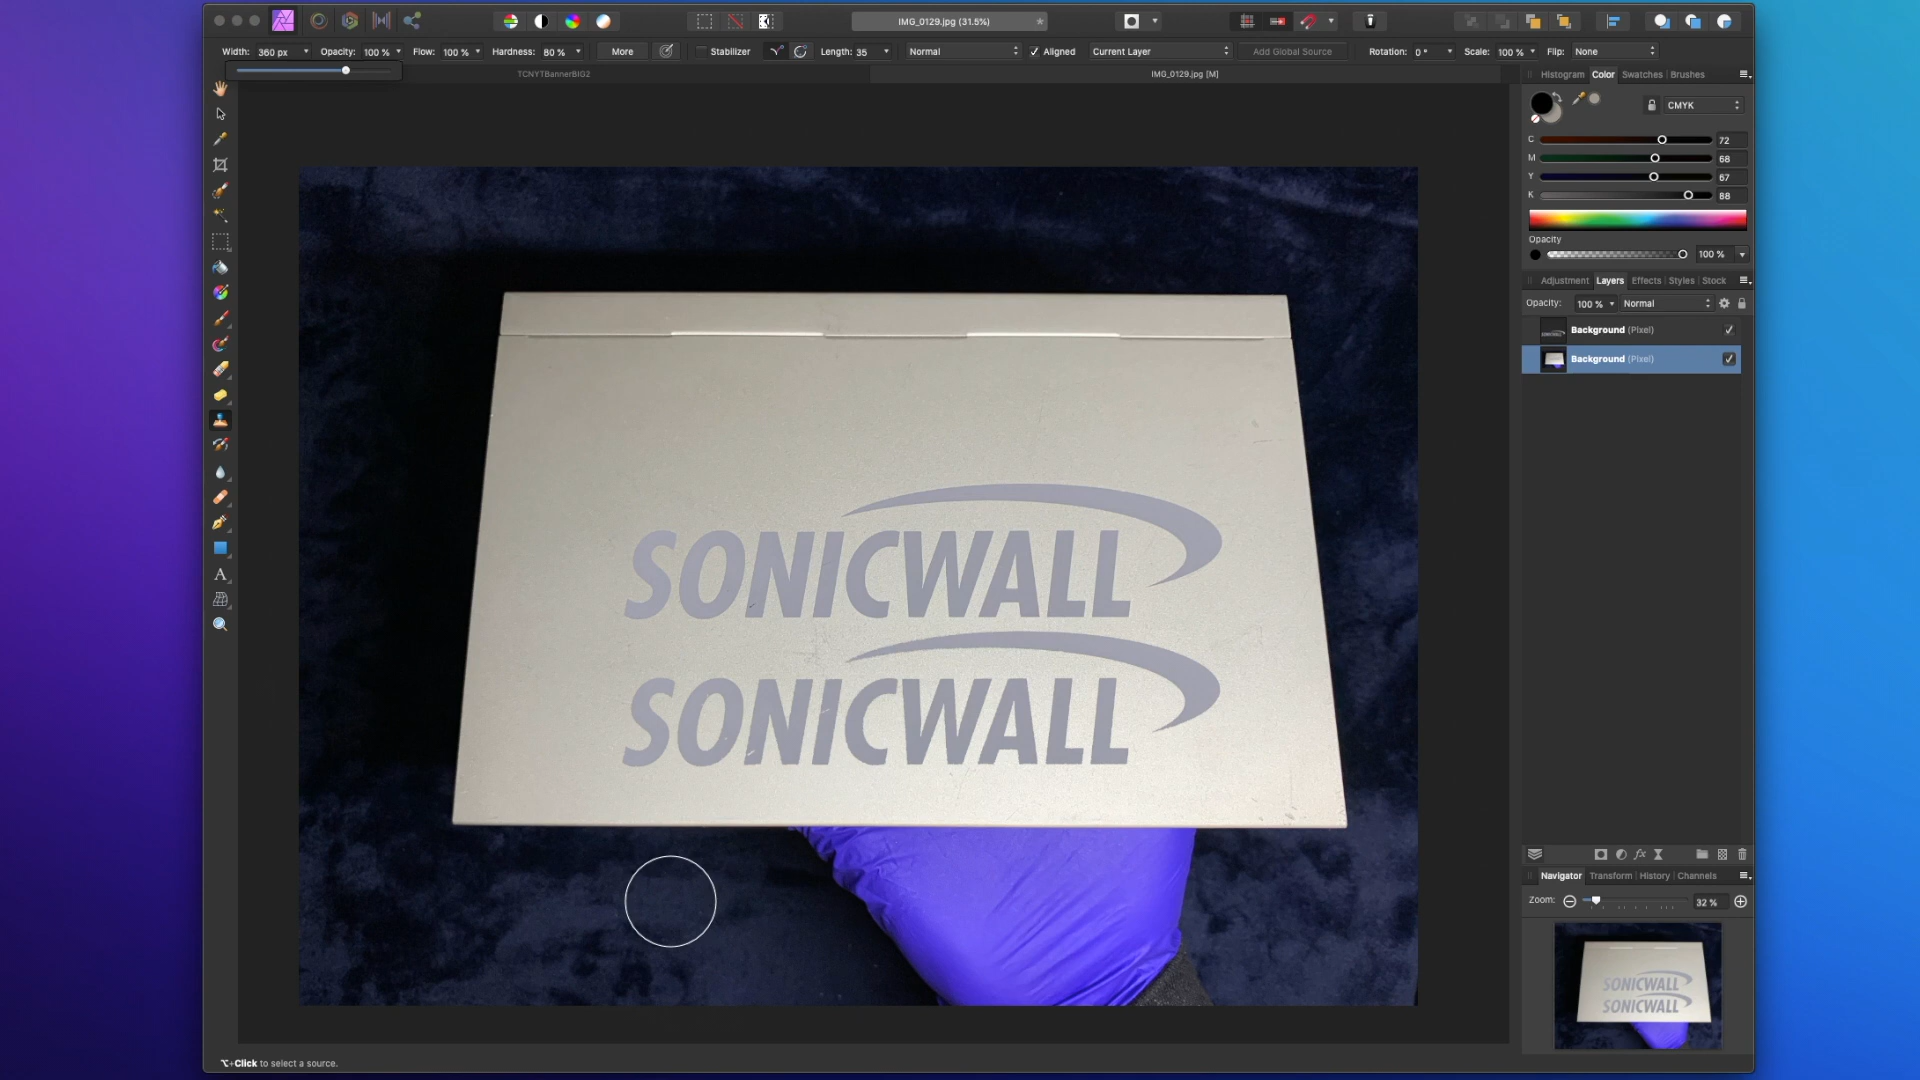 IMG_0129.jpg (31.5%)
*
Width: 360 px Opacity: 100 % Flow: 100 % Hardness: 80 % More Stabilizer Length: 35 Normal Aligned Current Layer Add Global Source Rotation: 0 ° Scale: 100 % Flip: None
TCNYTBannerBIG2
IMG_0129.jpg [M]
Histogram Color Swatches Brushes
CMYK
C 72
M 68
Y 67
K 88
Opacity
100 %
Adjustment Layers Effects Styles Stock
Opacity: 100 % Normal
Background (Pixel)
Background (Pixel)
SONICWALL
SONICWALL
A
fx
Navigator Transform History Channels
Zoom: 32 %
SONICWALL
SONICWALL
⌥+Click to select a source.